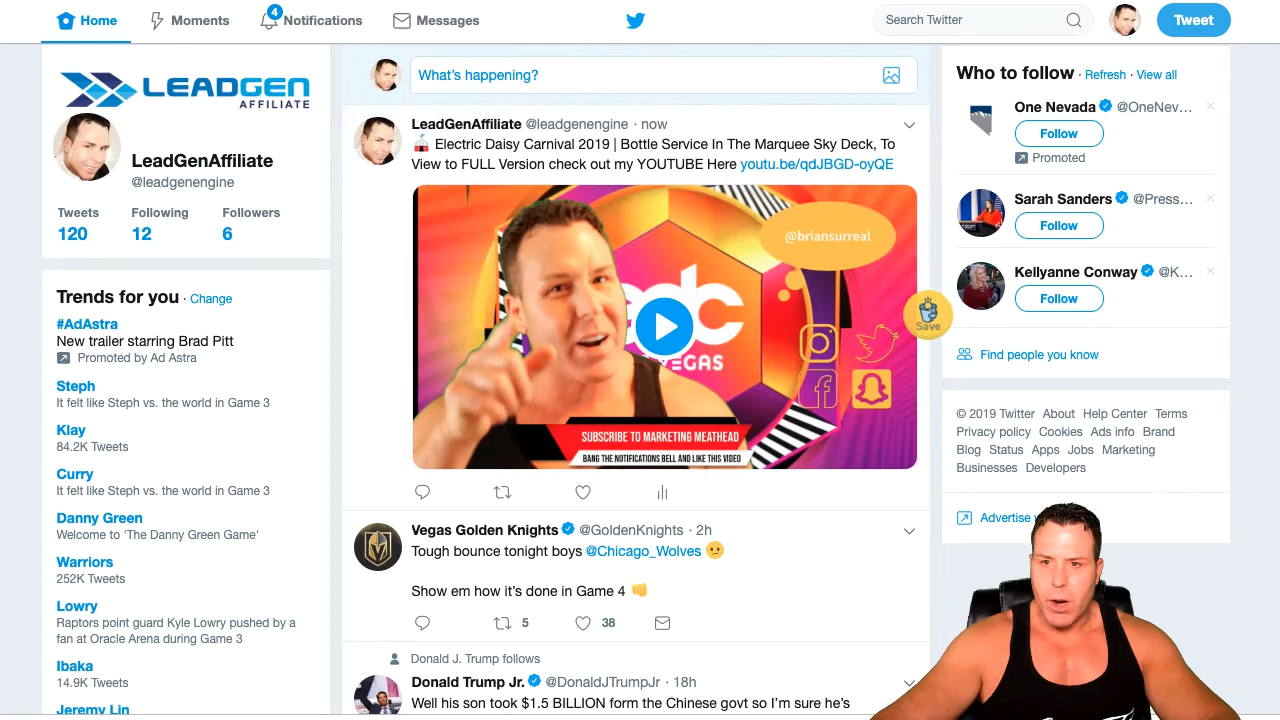 Home
Moments
4
Notifications
Messages
Search Twitter
Tweet
LEADGEN
AFFILIATE
LeadGenAffiliate
@leadgenengine
Tweets Following Followers
120 12 6
Trends for you · Change
#AdAstra
New trailer starring Brad Pitt
Promoted by Ad Astra
Steph
It felt like Steph vs. the world in Game 3
Klay
84.2K Tweets
Curry
It felt like Steph vs. the world in Game 3
Danny Green
Welcome to 'The Danny Green Game'
Warriors
252K Tweets
Lowry
Raptors point guard Kyle Lowry pushed by a
fan at Oracle Arena during Game 3
Ibaka
14.9K Tweets
Jeremy Lin
What's happening?
LeadGenAffiliate @leadgenengine · now
Electric Daisy Carnival 2019 | Bottle Service In The Marquee Sky Deck, To
View to FULL Version check out my YOUTUBE Here youtu.be/qdJBGD-oyQE
@briansurreal
SUBSCRIBE TO MARKETING MEATHEAD
BANG THE NOTIFICATIONS BELL AND LIKE THIS VIDEO
Save
Vegas Golden Knights @GoldenKnights · 2h
Tough bounce tonight boys @Chicago_Wolves
Show em how it's done in Game 4
5 38
Donald J. Trump follows
Donald Trump Jr. @DonaldJTrumpJr · 18h
Well his son took $1.5 BILLION form the Chinese govt so I'm sure he's
Who to follow · Refresh · View all
One Nevada @OneNev...
Follow
Promoted
Sarah Sanders @Press...
Follow
Kellyanne Conway @K...
Follow
Find people you know
© 2019 Twitter About Help Center Terms
Privacy policy Cookies Ads info Brand
Blog Status Apps Jobs Marketing
Businesses Developers
Advertise